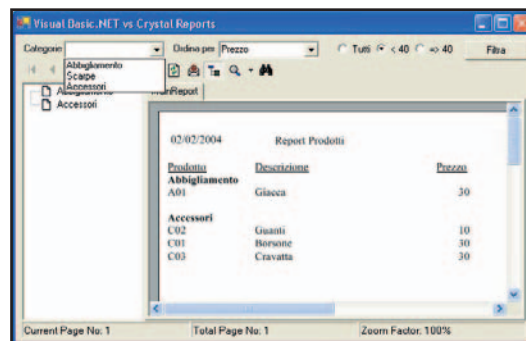 Visual Basic.NET vs Crystal Reports
Categorie Ordina per Prezzo Tutti < 40 => 40 Filtra
Abbigliamento
Scarpe
Accessori
MainReport
Abbigliamento
Accessori
02/02/2004 Report Prodotti
Prodotto Descrizione Prezzo
Abbigliamento
A01 Giacca 30
Accessori
C02 Guanti 10
C01 Borsone 30
C03 Cravatta 30
Current Page No: 1 Total Page No: 1 Zoom Factor: 100%